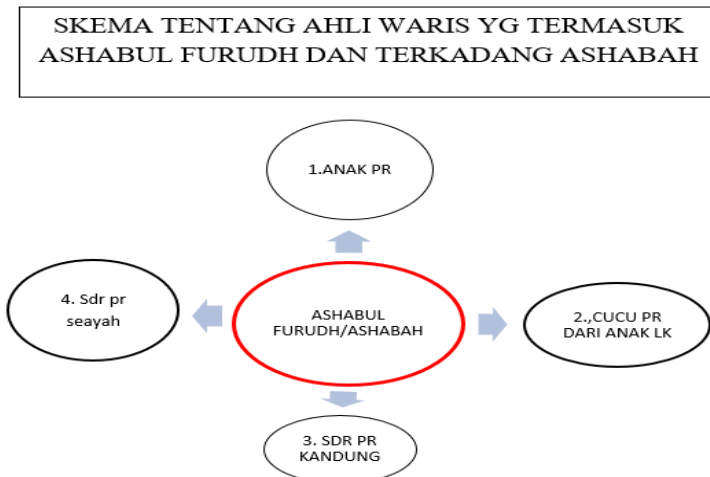 SKEMA TENTANG AHLI WARIS YG TERMASUK
ASHABUL FURUDH DAN TERKADANG ASHABAH
1.ANAK PR
4. Sdr pr
seayah
ASHABUL
FURUDH/ASHABAH
2.,CUCU PR
DARI ANAK LK
3. SDR PR
KANDUNG